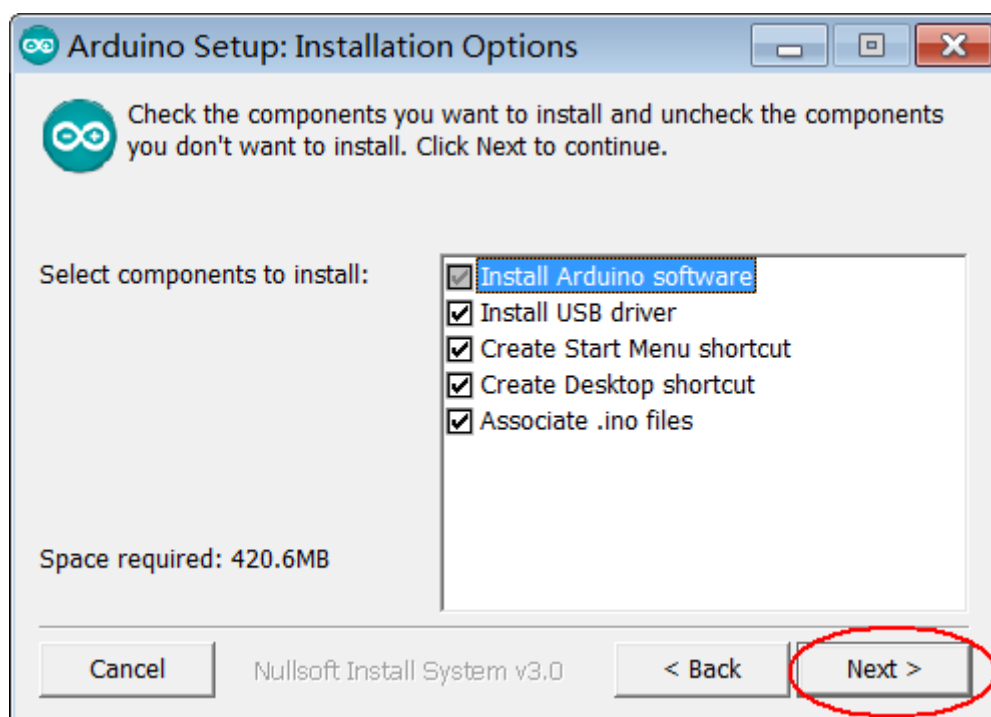 Arduino Setup: Installation Options
Check the components you want to install and uncheck the components
you don't want to install. Click Next to continue.
Select components to install:
Install Arduino software
Install USB driver
Create Start Menu shortcut
Create Desktop shortcut
Associate .ino files
Space required: 420.6MB
Cancel
Nullsoft Install System v3.0
< Back
Next >